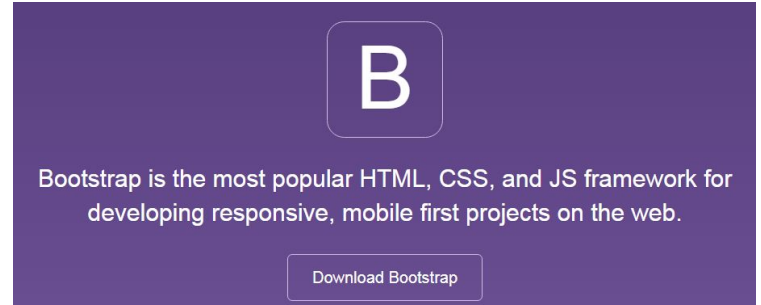 B
Bootstrap is the most popular HTML, CSS, and JS framework for
developing responsive, mobile first projects on the web.
Download Bootstrap